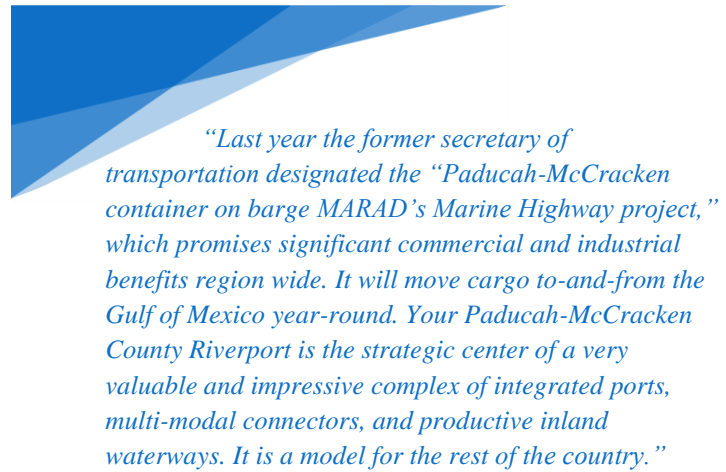 “Last year the former secretary of
transportation designated the “Paducah-McCracken
container on barge MARAD’s Marine Highway project,”
which promises significant commercial and industrial
benefits region wide. It will move cargo to-and-from the
Gulf of Mexico year-round. Your Paducah-McCracken
County Riverport is the strategic center of a very
valuable and impressive complex of integrated ports,
multi-modal connectors, and productive inland
waterways. It is a model for the rest of the country.”